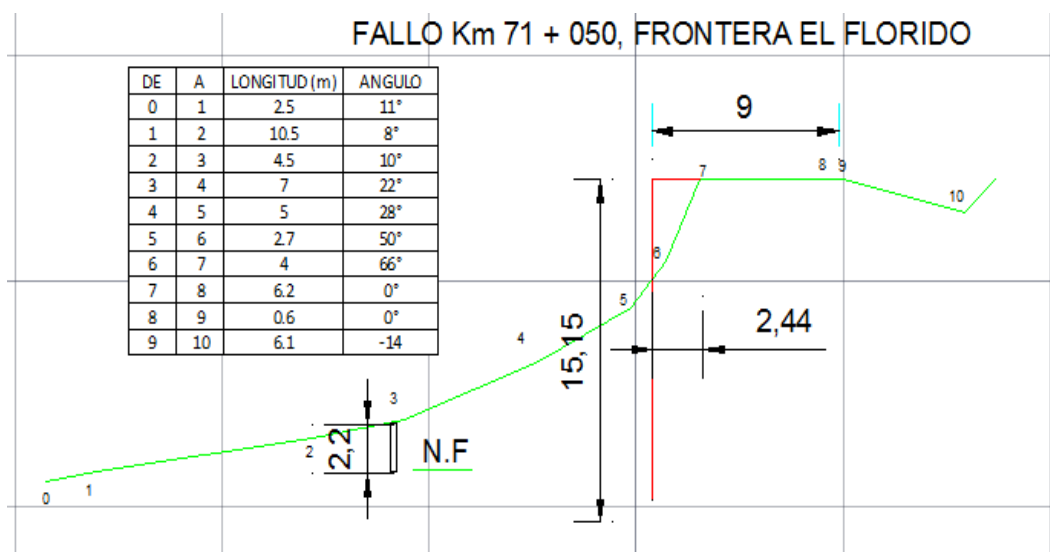 FALLO Km 71 + 050, FRONTERA EL FLORIDO
DE A LONGITUD (m) ANGULO
0 1 2.5 11°
1 2 10.5 8°
2 3 4.5 10°
3 4 7 22°
4 5 5 28°
5 6 2.7 50°
6 7 4 66°
7 8 6.2 0°
8 9 0.6 0°
9 10 6.1 -14
9
7
8 9
10
6
5
2,44
15,15
4
3
2
2,2
N.F
1
0